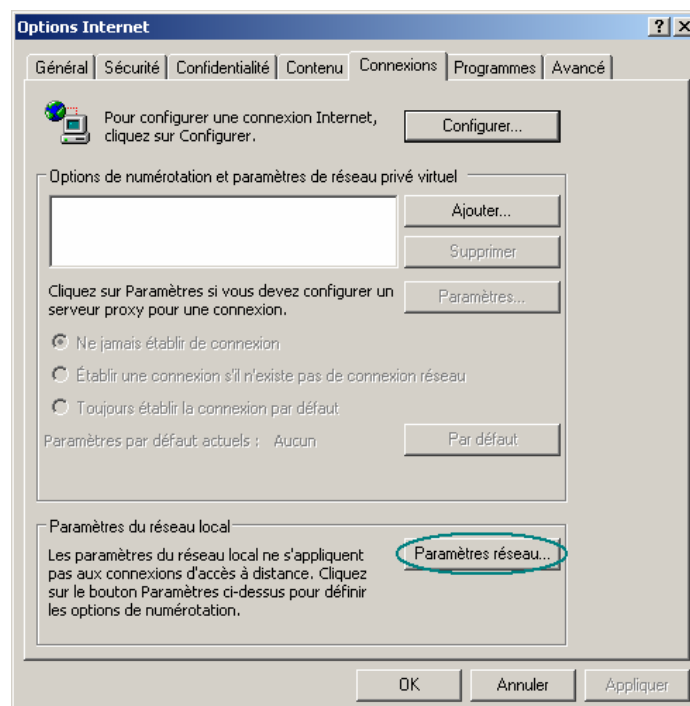 Options Internet
Général Sécurité Confidentialité Contenu Connexions Programmes Avancé
Pour configurer une connexion Internet,
cliquez sur Configurer.
Configurer...
Options de numérotation et paramètres de réseau privé virtuel
Ajouter...
Supprimer
Cliquez sur Paramètres si vous devez configurer un
serveur proxy pour une connexion.
Paramètres...
Ne jamais établir de connexion
Établir une connexion s'il n'existe pas de connexion réseau
Toujours établir la connexion par défaut
Paramètres par défaut actuels : Aucun
Par défaut
Paramètres du réseau local
Les paramètres du réseau local ne s'appliquent
pas aux connexions d'accès à distance. Cliquez
sur le bouton Paramètres ci-dessus pour définir
les options de numérotation.
Paramètres réseau...
OK Annuler Appliquer